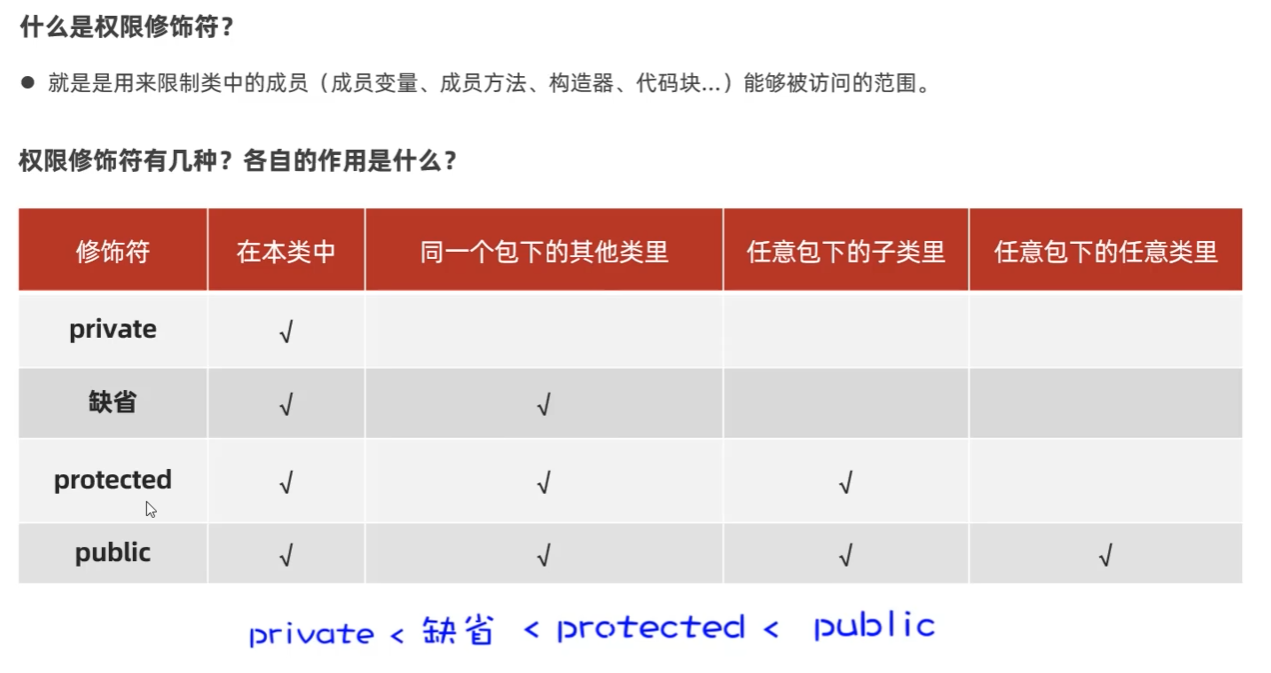 什么是权限修饰符？
● 就是是用来限制类中的成员（成员变量、成员方法、构造器、代码块...）能够被访问的范围。
权限修饰符有几种？各自的作用是什么？
修饰符 在本类中 同一个包下的其他类里 任意包下的子类里 任意包下的任意类里
private √
缺省 √ √
protected √ √ √
public √ √ √ √
private < 缺省 < protected < public